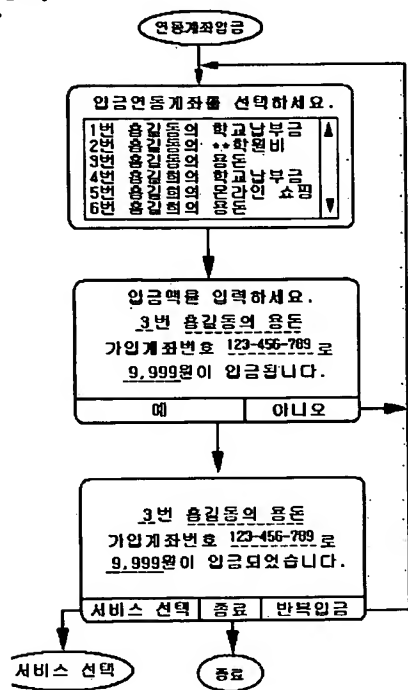 연동계좌입금
입금연동계좌를 선택하세요.
1번 홍길동의 학교납부금
2번 홍길동의 **학원비
3번 홍길동의 용돈
4번 홍길희의 학교납부금
5번 홍길희의 온라인 쇼핑
6번 홍길희의 용돈
입금액을 입력하세요.
3번 홍길동의 용돈
가입계좌번호 123-456-789 로
9,999원이 입금됩니다.
예 아니오
3번 홍길동의 용돈
가입계좌번호 123-456-789 로
9,999원이 입금되었습니다.
서비스 선택 종료 반복입금
서비스 선택 종료